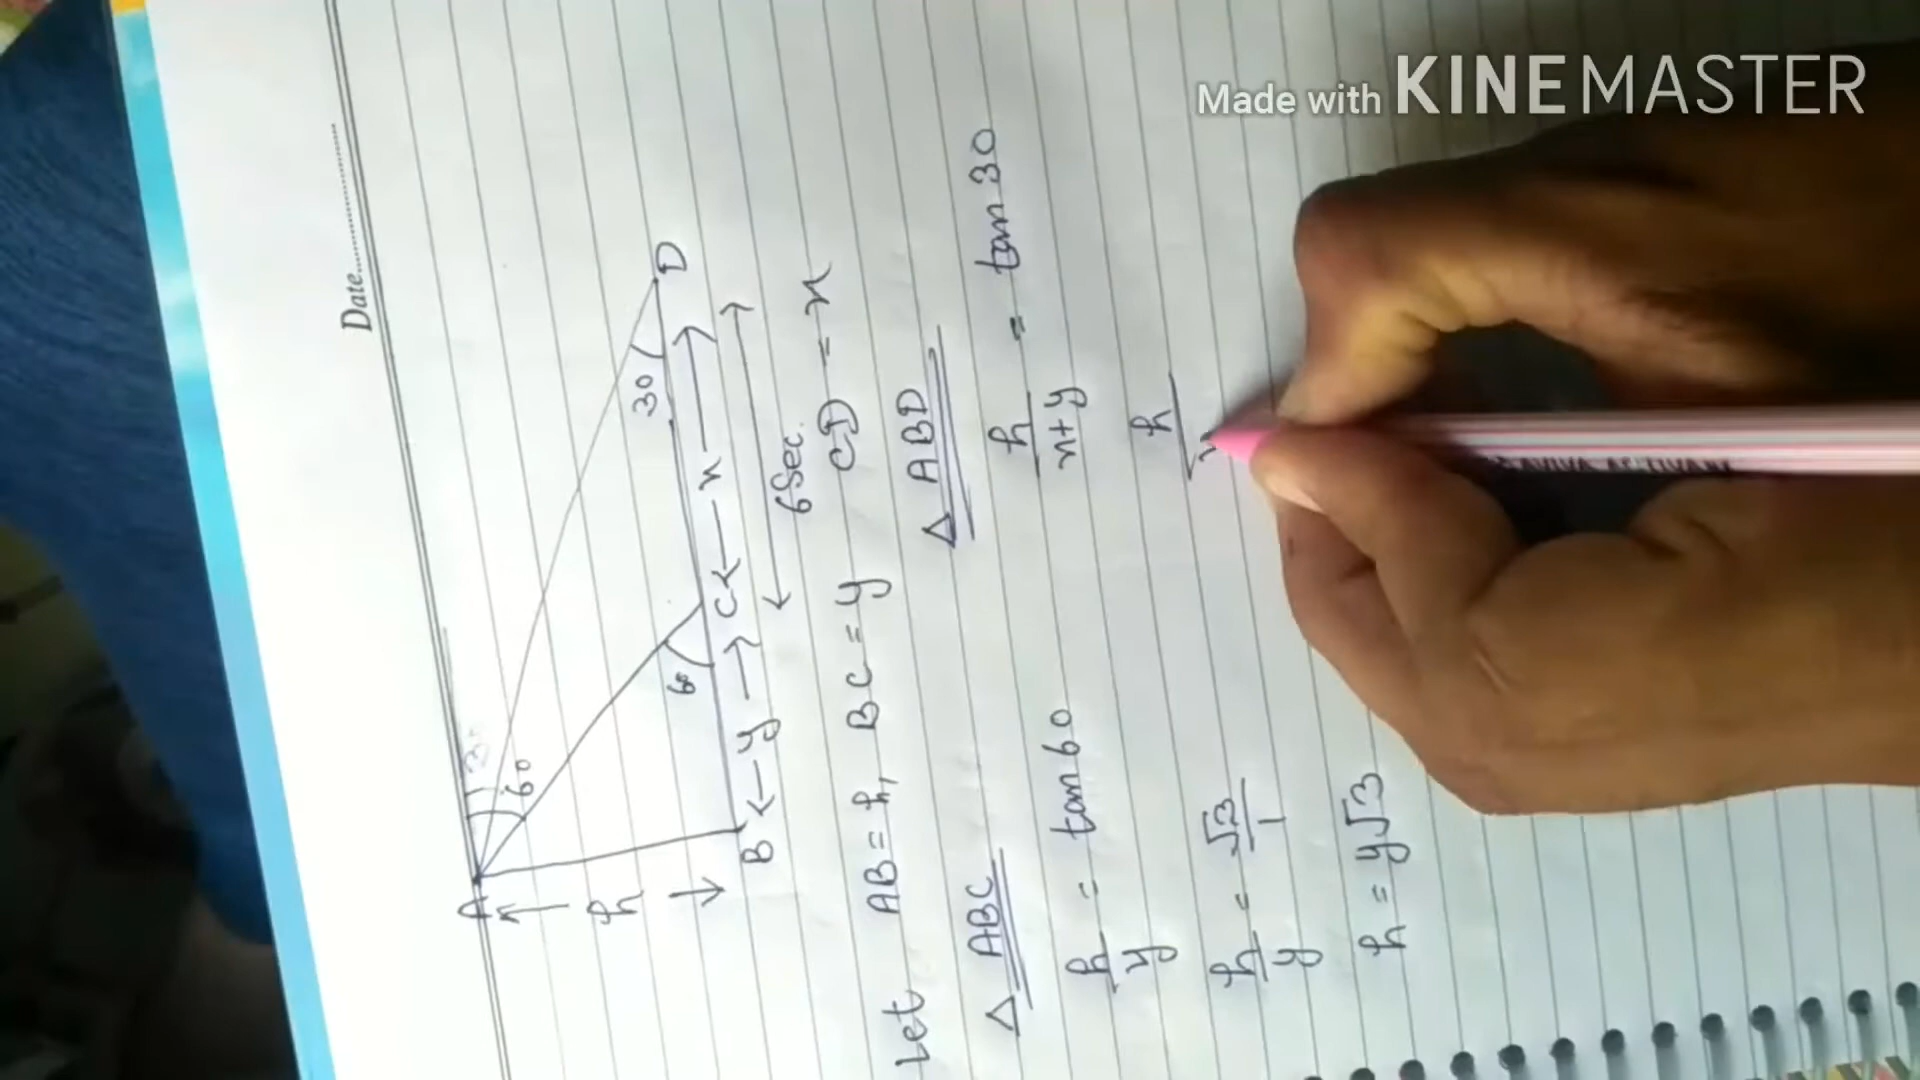 Made with KINEMASTER
Date
A
30
60
h
60
30
D
B
y
C
x
6 Sec.
Let AB = h, BC = y CD = x
△ ABC
△ ABD
h/y = tan 60
h/x+y = tan 30
h/y = √3/1
h
h = y√3